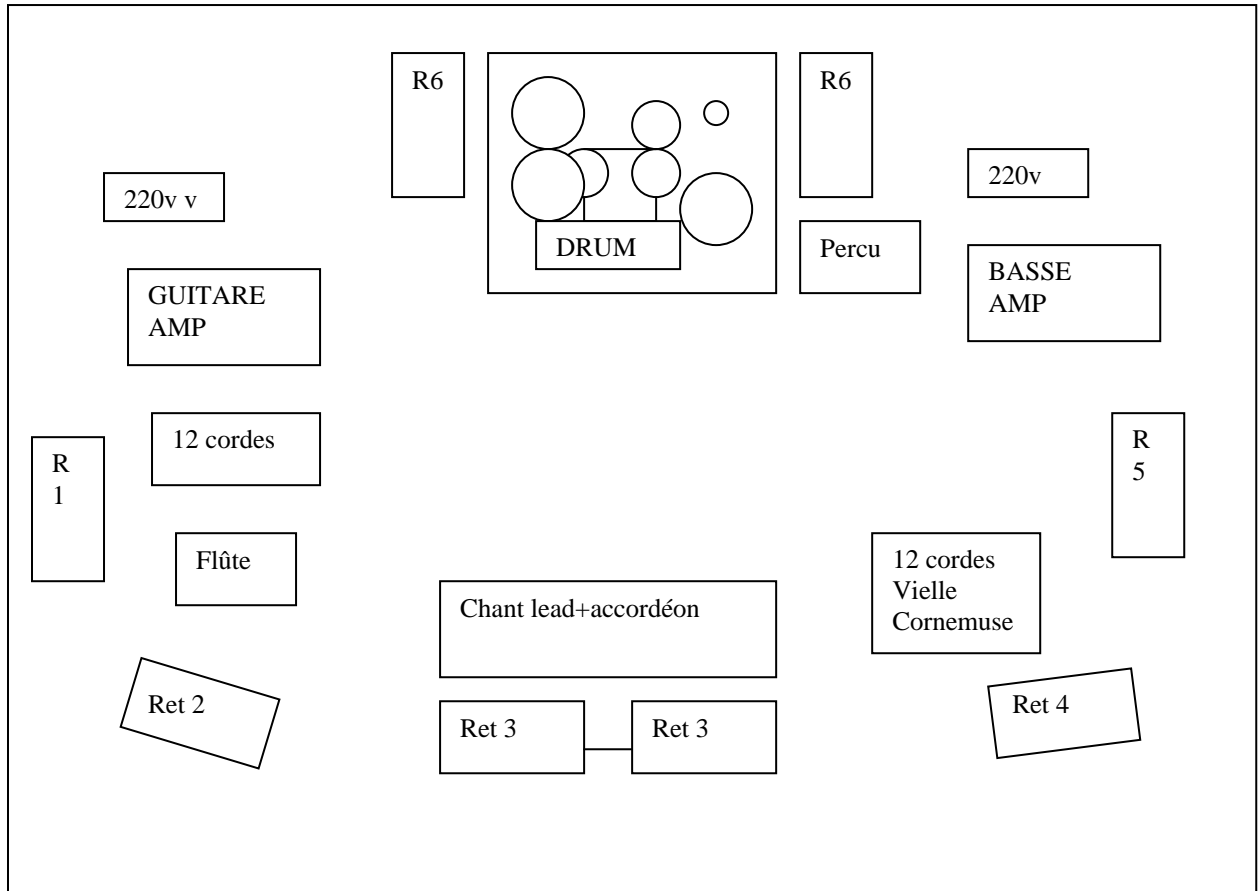 R6
R6
220v v
220v
DRUM
Percu
GUITARE
AMP
BASSE
AMP
12 cordes
R
1
R
5
Flûte
12 cordes
Vielle
Cornemuse
Chant lead+accordéon
Ret 2
Ret 3
Ret 3
Ret 4